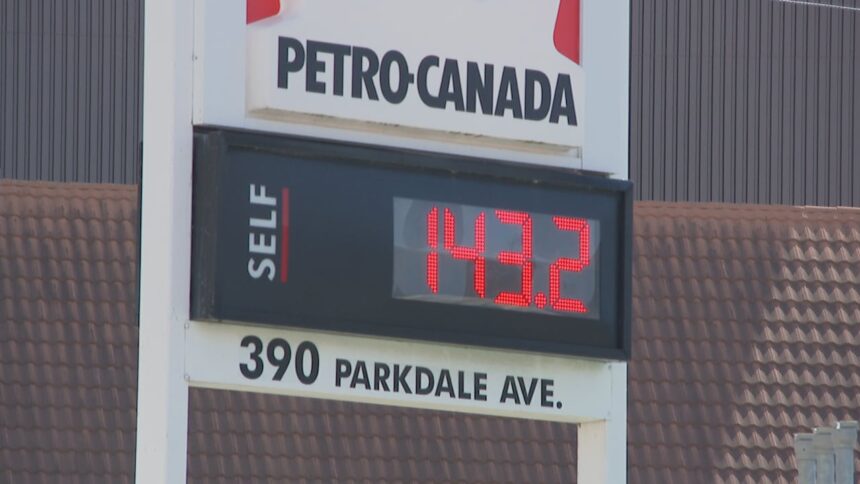 PETRO-CANADA
SELF
143.2
390 PARKDALE AVE.